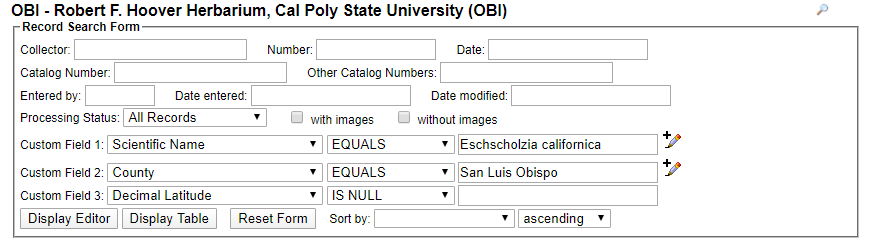 OBI - Robert F. Hoover Herbarium, Cal Poly State University (OBI)
Record Search Form
Collector: Number: Date:
Catalog Number: Other Catalog Numbers:
Entered by: Date entered: Date modified:
Processing Status: All Records with images without images
Custom Field 1: Scientific Name EQUALS Eschscholzia californica
Custom Field 2: County EQUALS San Luis Obispo
Custom Field 3: Decimal Latitude IS NULL
Display Editor Display Table Reset Form Sort by: ascending